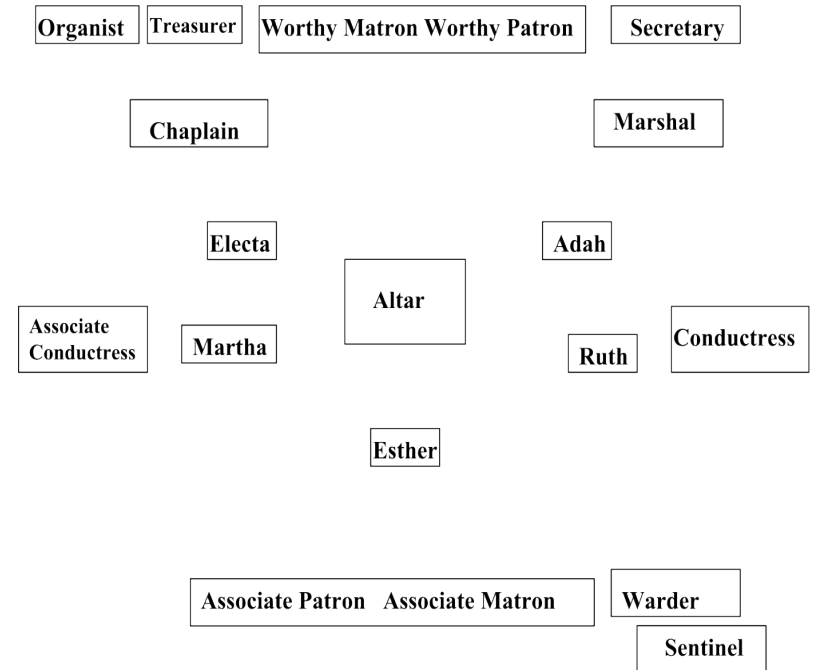 Organist
Treasurer
Worthy Matron Worthy Patron
Secretary
Chaplain
Marshal
Electa
Adah
Altar
Associate
Conductress
Martha
Ruth
Conductress
Esther
Associate Patron Associate Matron
Warder
Sentinel